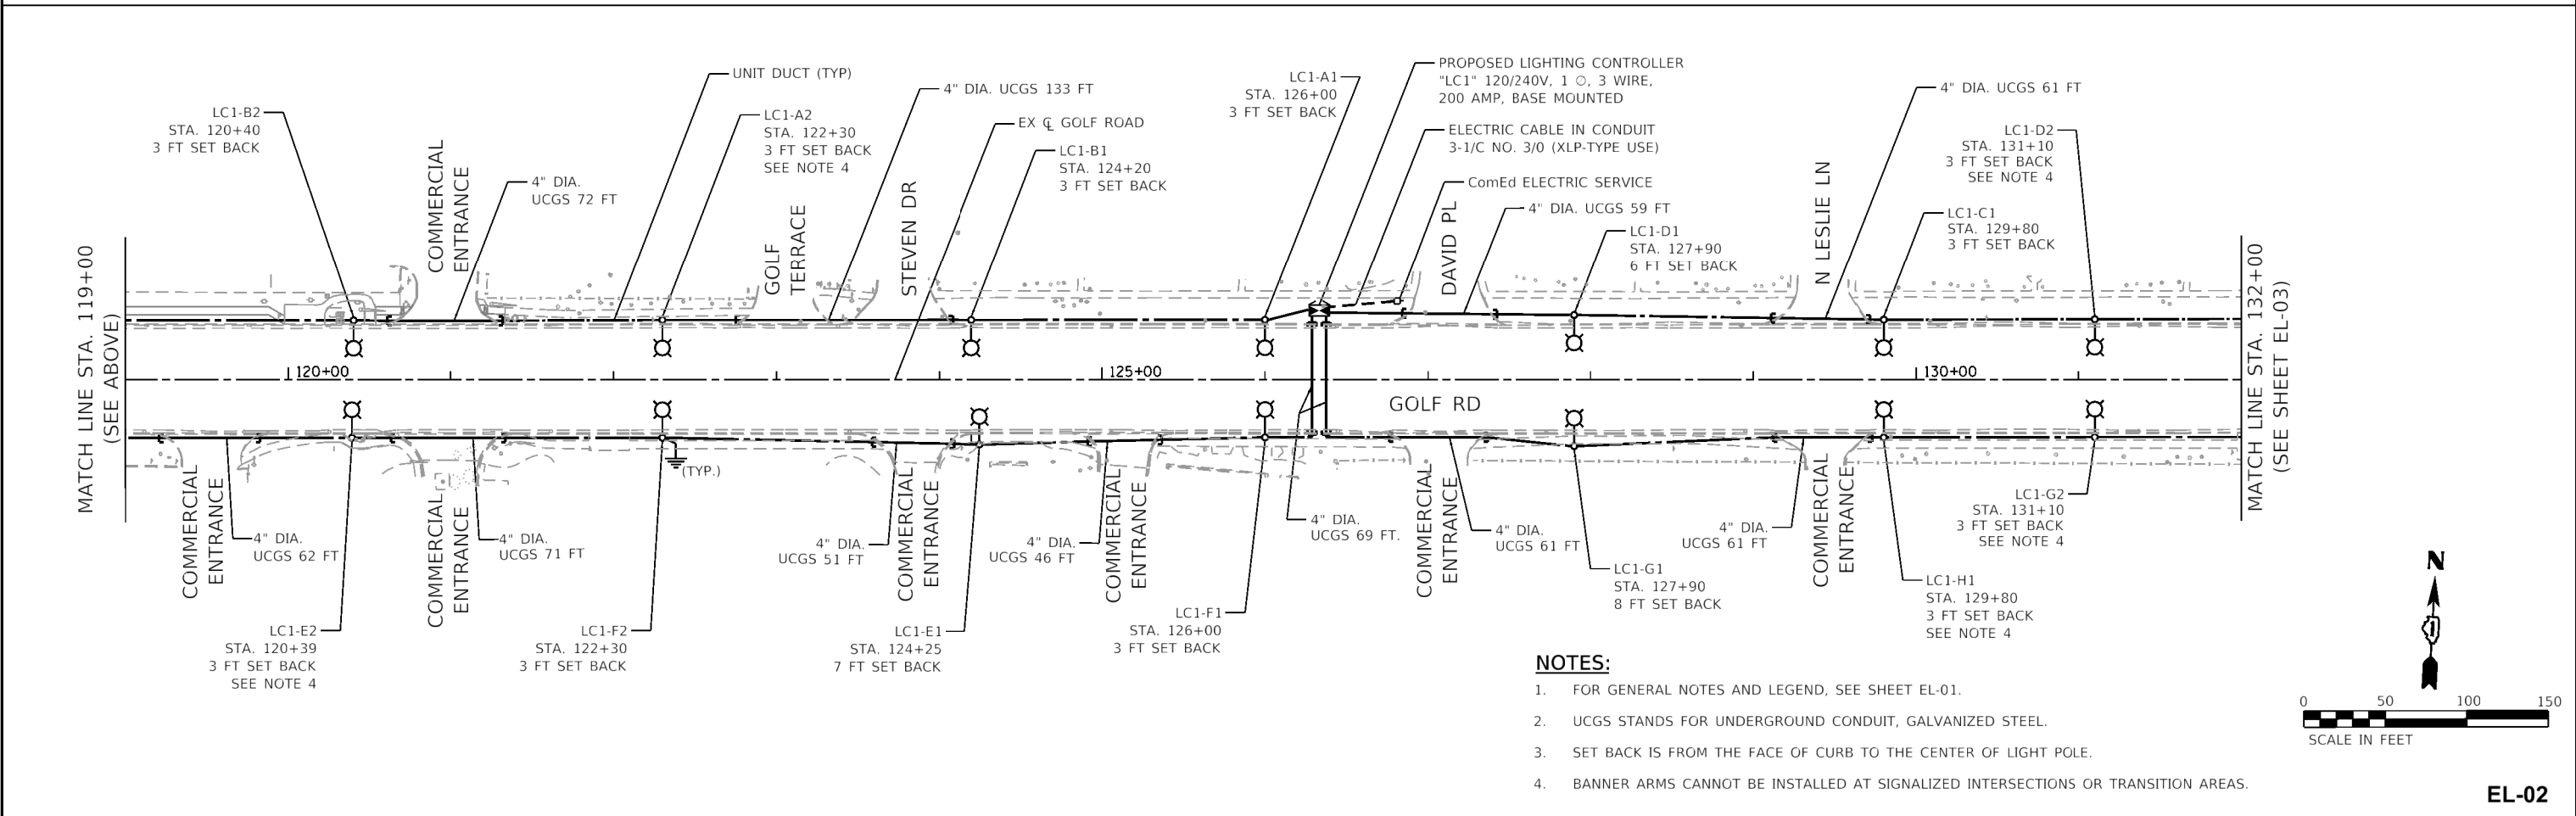 UNIT DUCT (TYP)
4" DIA. UCGS 133 FT
EX ℄ GOLF ROAD
LC1-B2
STA. 120+40
3 FT SET BACK
COMMERCIAL
ENTRANCE
4" DIA.
UCGS 72 FT
LC1-A2
STA. 122+30
3 FT SET BACK
SEE NOTE 4
GOLF
TERRACE
STEVEN DR
LC1-B1
STA. 124+20
3 FT SET BACK
LC1-A1
STA. 126+00
3 FT SET BACK
PROPOSED LIGHTING CONTROLLER
"LC1" 120/240V, 1 ∅, 3 WIRE,
200 AMP, BASE MOUNTED
ELECTRIC CABLE IN CONDUIT
3-1/C NO. 3/0 (XLP-TYPE USE)
ComEd ELECTRIC SERVICE
DAVID PL
4" DIA. UCGS 59 FT
LC1-D1
STA. 127+90
6 FT SET BACK
N LESLIE LN
4" DIA. UCGS 61 FT
LC1-D2
STA. 131+10
3 FT SET BACK
SEE NOTE 4
LC1-C1
STA. 129+80
3 FT SET BACK
MATCH LINE STA. 119+00
(SEE ABOVE)
120+00
125+00
130+00
GOLF RD
MATCH LINE STA. 132+00
(SEE SHEET EL-03)
(TYP.)
COMMERCIAL
ENTRANCE
4" DIA.
UCGS 62 FT
LC1-E2
STA. 120+39
3 FT SET BACK
SEE NOTE 4
COMMERCIAL
ENTRANCE
4" DIA.
UCGS 71 FT
LC1-F2
STA. 122+30
3 FT SET BACK
4" DIA.
UCGS 51 FT
COMMERCIAL
ENTRANCE
LC1-E1
STA. 124+25
7 FT SET BACK
4" DIA.
UCGS 46 FT
COMMERCIAL
ENTRANCE
LC1-F1
STA. 126+00
3 FT SET BACK
4" DIA.
UCGS 69 FT.
COMMERCIAL
ENTRANCE
4" DIA.
UCGS 61 FT
LC1-G1
STA. 127+90
8 FT SET BACK
4" DIA.
UCGS 61 FT
COMMERCIAL
ENTRANCE
LC1-H1
STA. 129+80
3 FT SET BACK
SEE NOTE 4
LC1-G2
STA. 131+10
3 FT SET BACK
SEE NOTE 4
NOTES:
1. FOR GENERAL NOTES AND LEGEND, SEE SHEET EL-01.
2. UCGS STANDS FOR UNDERGROUND CONDUIT, GALVANIZED STEEL.
3. SET BACK IS FROM THE FACE OF CURB TO THE CENTER OF LIGHT POLE.
4. BANNER ARMS CANNOT BE INSTALLED AT SIGNALIZED INTERSECTIONS OR TRANSITION AREAS.
N
0 50 100 150
SCALE IN FEET
EL-02